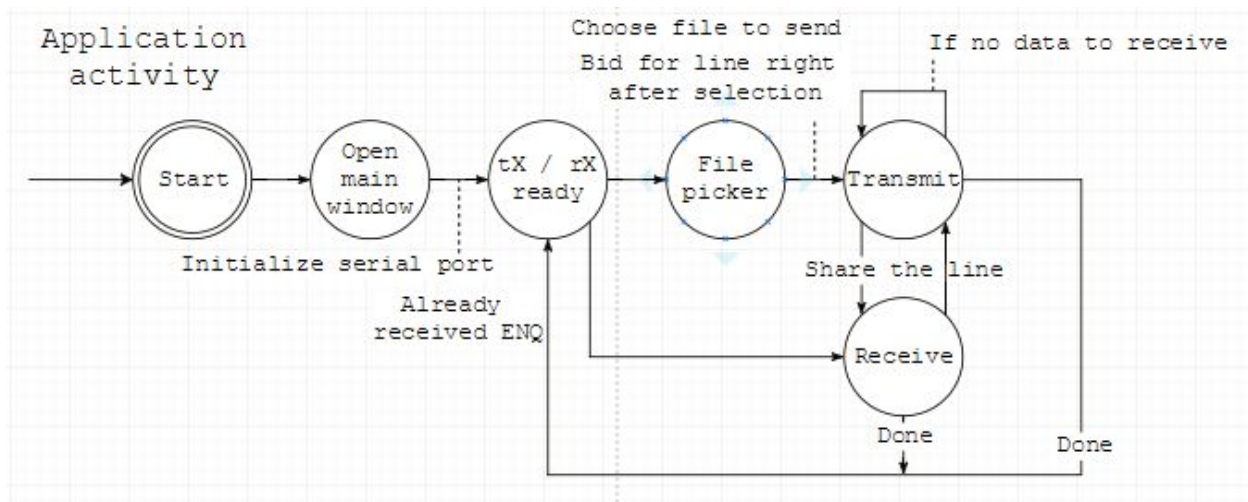 Application
activity
Choose file to send
Bid for line right
after selection
If no data to receive
Start
Open
main
window
tX / rX
ready
File
picker
Transmit
Initialize serial port
Share the line
Already
received ENQ
Receive
Done
Done